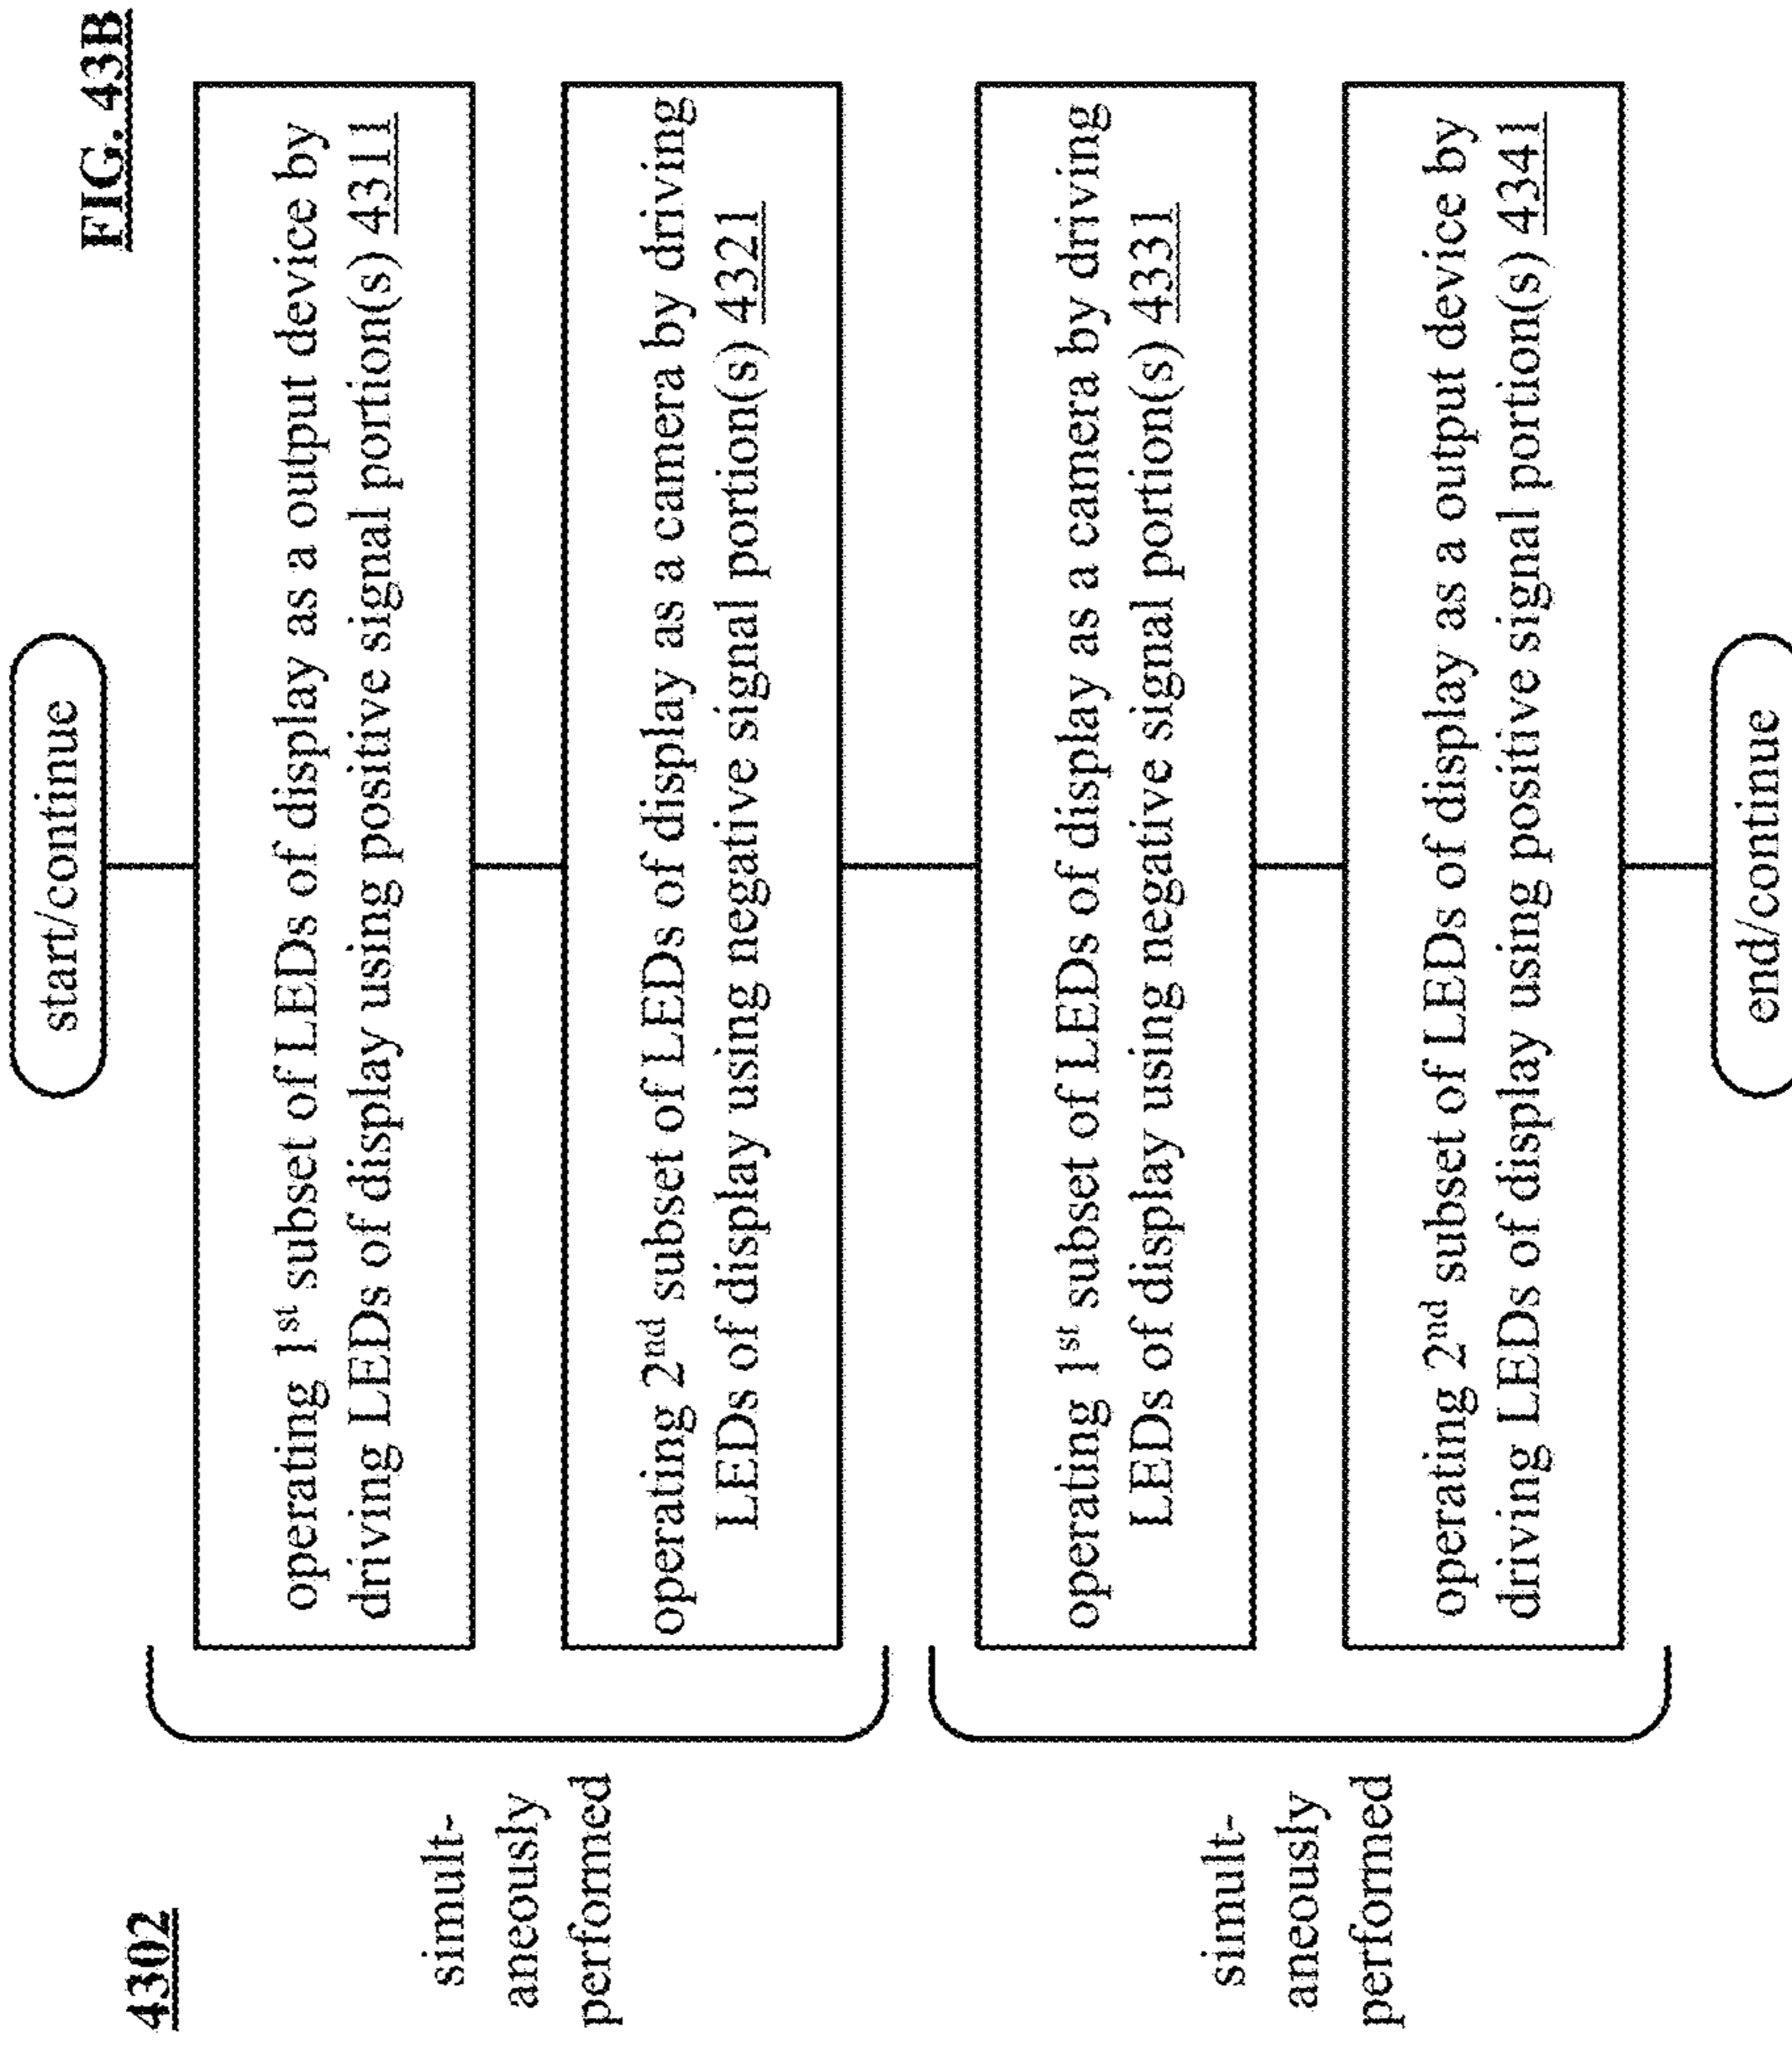 FIG. 43B
4302
start/continue
operating 1st subset of LEDs of display as a output device by
driving LEDs of display using positive signal portion(s) 4311
operating 2nd subset of LEDs of display as a camera by driving
LEDs of display using negative signal portion(s) 4321
simult-
aneously
perfomed
operating 1st subset of LEDs of display as a camera by driving
LEDs of display using negative signal portion(s) 4331
operating 2nd subset of LEDs of display as a output device by
driving LEDs of display using positive signal portion(s) 4341
simult-
aneously
perfomed
end/continue